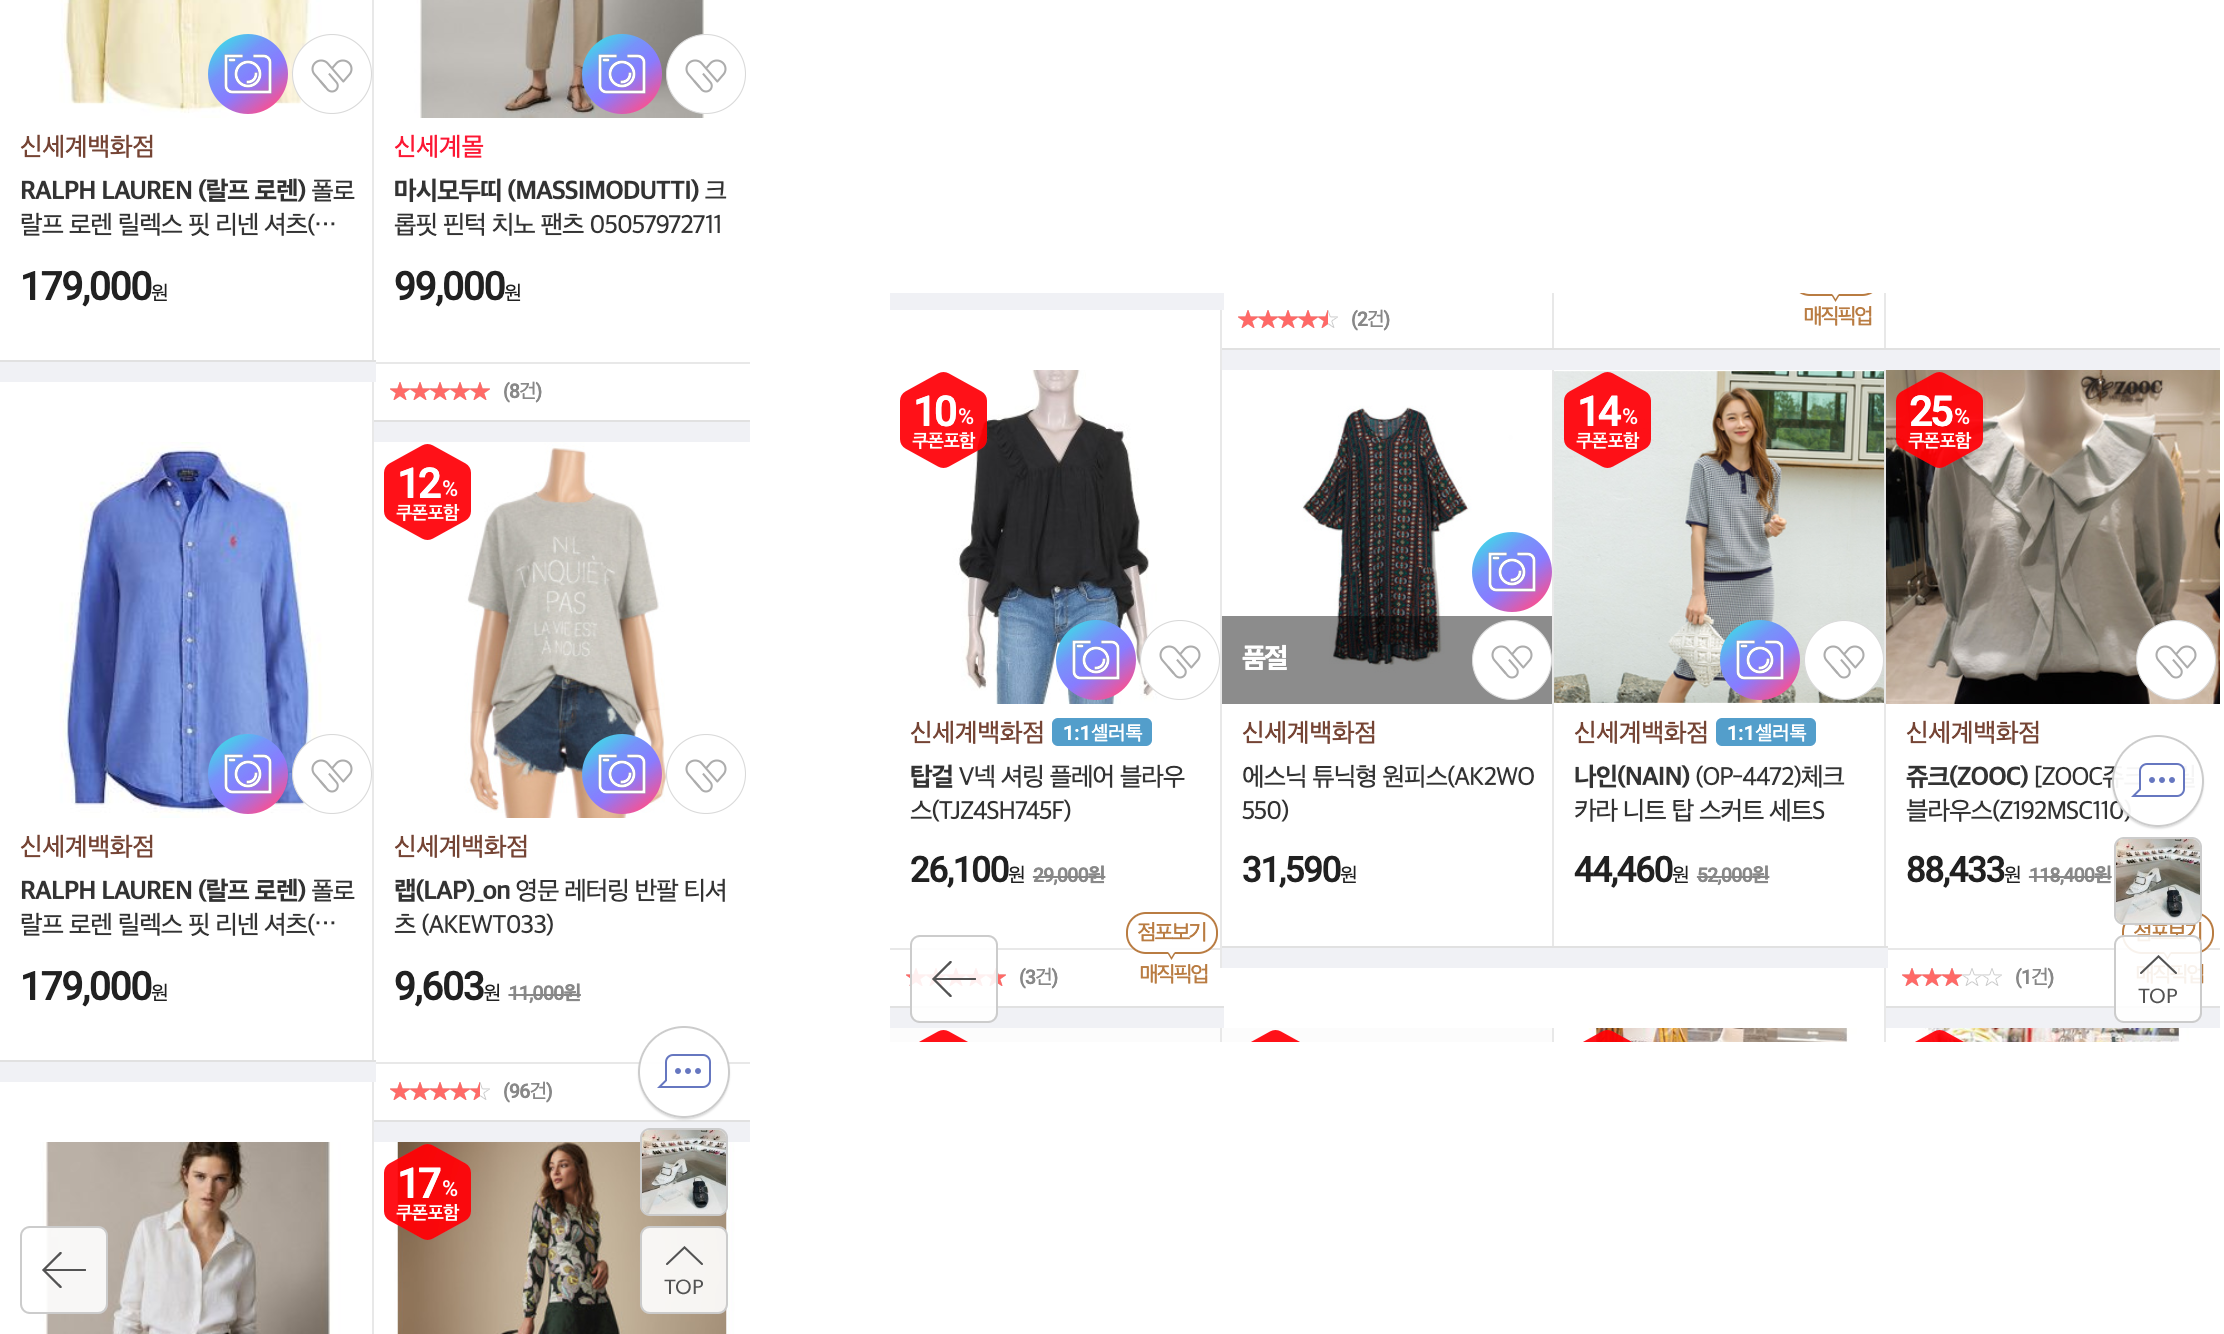 신세계백화점
RALPH LAUREN (랄프 로렌) 폴로
랄프 로렌 릴렉스 핏 리넨 셔츠(…
179,000원
신세계몰
마시모두띠 (MASSIMODUTTI) 크
롭핏 핀턱 치노 팬츠 05057972711
99,000원
(8건)
신세계백화점
RALPH LAUREN (랄프 로렌) 폴로
랄프 로렌 릴렉스 핏 리넨 셔츠(…
179,000원
12%
쿠폰포함
NL
T'INQUIÈT
PAS
LA VIE EST
À NOUS
신세계백화점
랩(LAP)_on 영문 레터링 반팔 티셔
츠 (AKEWT033)
9,603원 11,000원
(96건)
17%
쿠폰포함
TOP
(2건)
매직픽업
10%
쿠폰포함
신세계백화점 1:1셀러톡
탑걸 V넥 셔링 플레어 블라우
스(TJZ4SH745F)
26,100원 29,000원
점포보기
매직픽업
(3건)
품절
신세계백화점
에스닉 튜닉형 원피스(AK2WO
550)
31,590원
14%
쿠폰포함
신세계백화점 1:1셀러톡
나인(NAIN) (OP-4472)체크
카라 니트 탑 스커트 세트S
44,460원 52,000원
ZOOC
25%
쿠폰포함
신세계백화점
쥬크(ZOOC) [ZOOC쥬
블라우스(Z192MSC110)
88,433원 118,400원
점포보기
매직픽업
(1건)
TOP